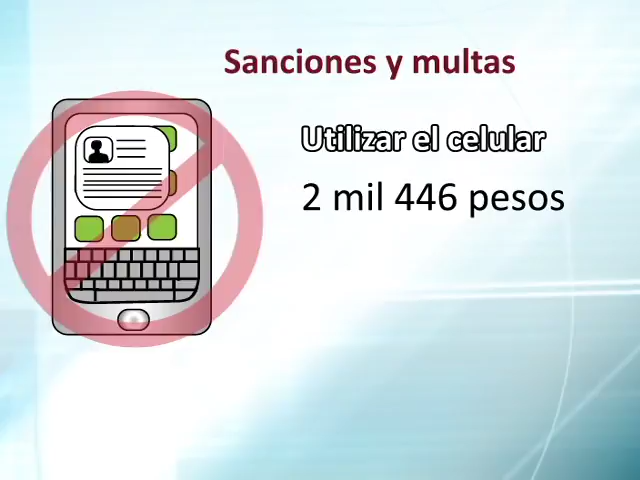 Sanciones y multas
Utilizar el celular
2 mil 446 pesos